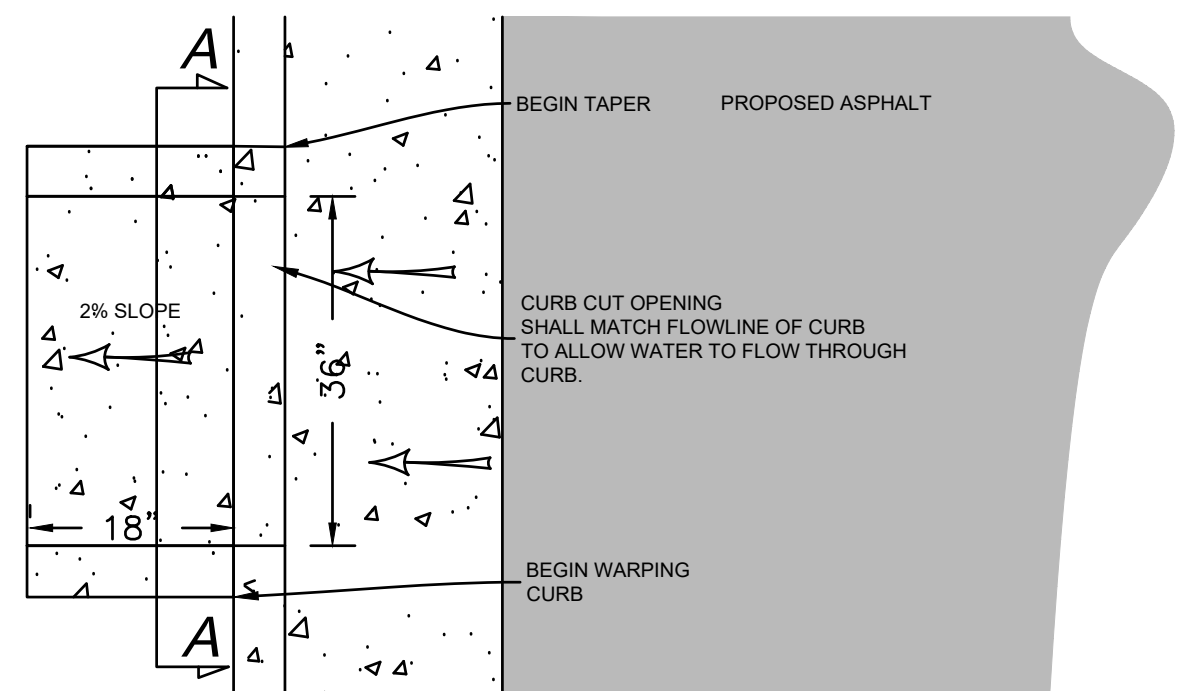 A
BEGIN TAPER
PROPOSED ASPHALT
2% SLOPE
CURB CUT OPENING
SHALL MATCH FLOWLINE OF CURB
TO ALLOW WATER TO FLOW THROUGH
CURB.
36"
18"
BEGIN WARPING
CURB
A